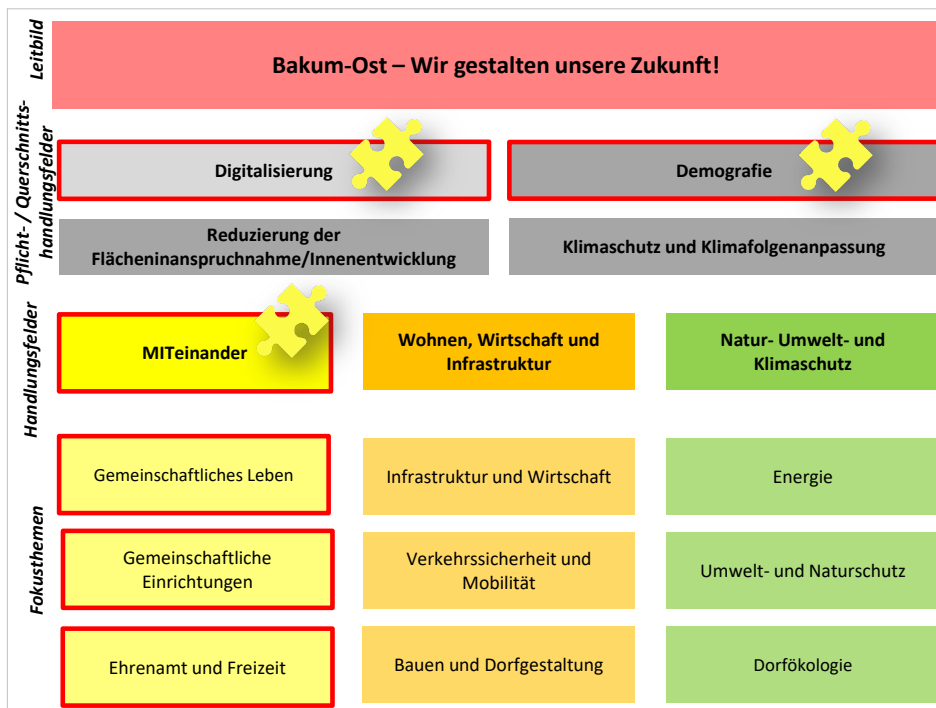 Leitbild
Bakum-Ost – Wir gestalten unsere Zukunft!
Pflicht- / Querschnitts-
handlungsfelder
Digitalisierung
Demografie
Reduzierung der
Flächeninanspruchnahme/Innenentwicklung
Klimaschutz und Klimafolgenanpassung
Handlungsfelder
MITeinander
Wohnen, Wirtschaft und
Infrastruktur
Natur- Umwelt- und
Klimaschutz
Fokusthemen
Gemeinschaftliches Leben
Infrastruktur und Wirtschaft
Energie
Gemeinschaftliche
Einrichtungen
Verkehrssicherheit und
Mobilität
Umwelt- und Naturschutz
Ehrenamt und Freizeit
Bauen und Dorfgestaltung
Dorfökologie